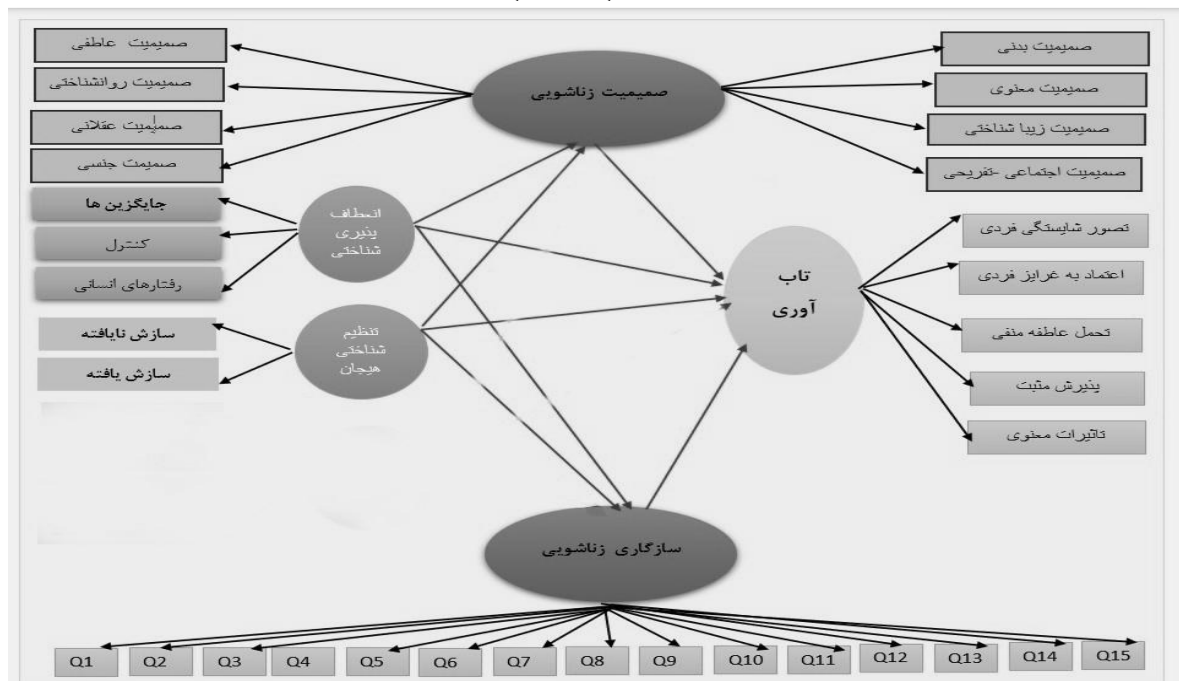 صمیمیت عاطفی
صمیمیت روانشناختی
صمیمیت عقلانی
صمیمت جنسی
صمیمیت زناشویی
صمیمیت بدنی
صمیمیت معنوی
صمیمیت زیبا شناختی
صمیمیت اجتماعی -تفریحی
جایگزین ها
کنترل
رفتارهای انسانی
انعطاف
پذیری
شناختی
سازش نایافته
سازش یافته
تنظیم
شناختی
هیجان
تاب
آوری
تصور شایستگی فردی
اعتماد به غرایز فردی
تحمل عاطفه منفی
پذیرش مثبت
تاثیرات معنوی
سازگاری زناشویی
Q1 Q2 Q3 Q4 Q5 Q6 Q7 Q8 Q9 Q10 Q11 Q12 Q13 Q14 Q15